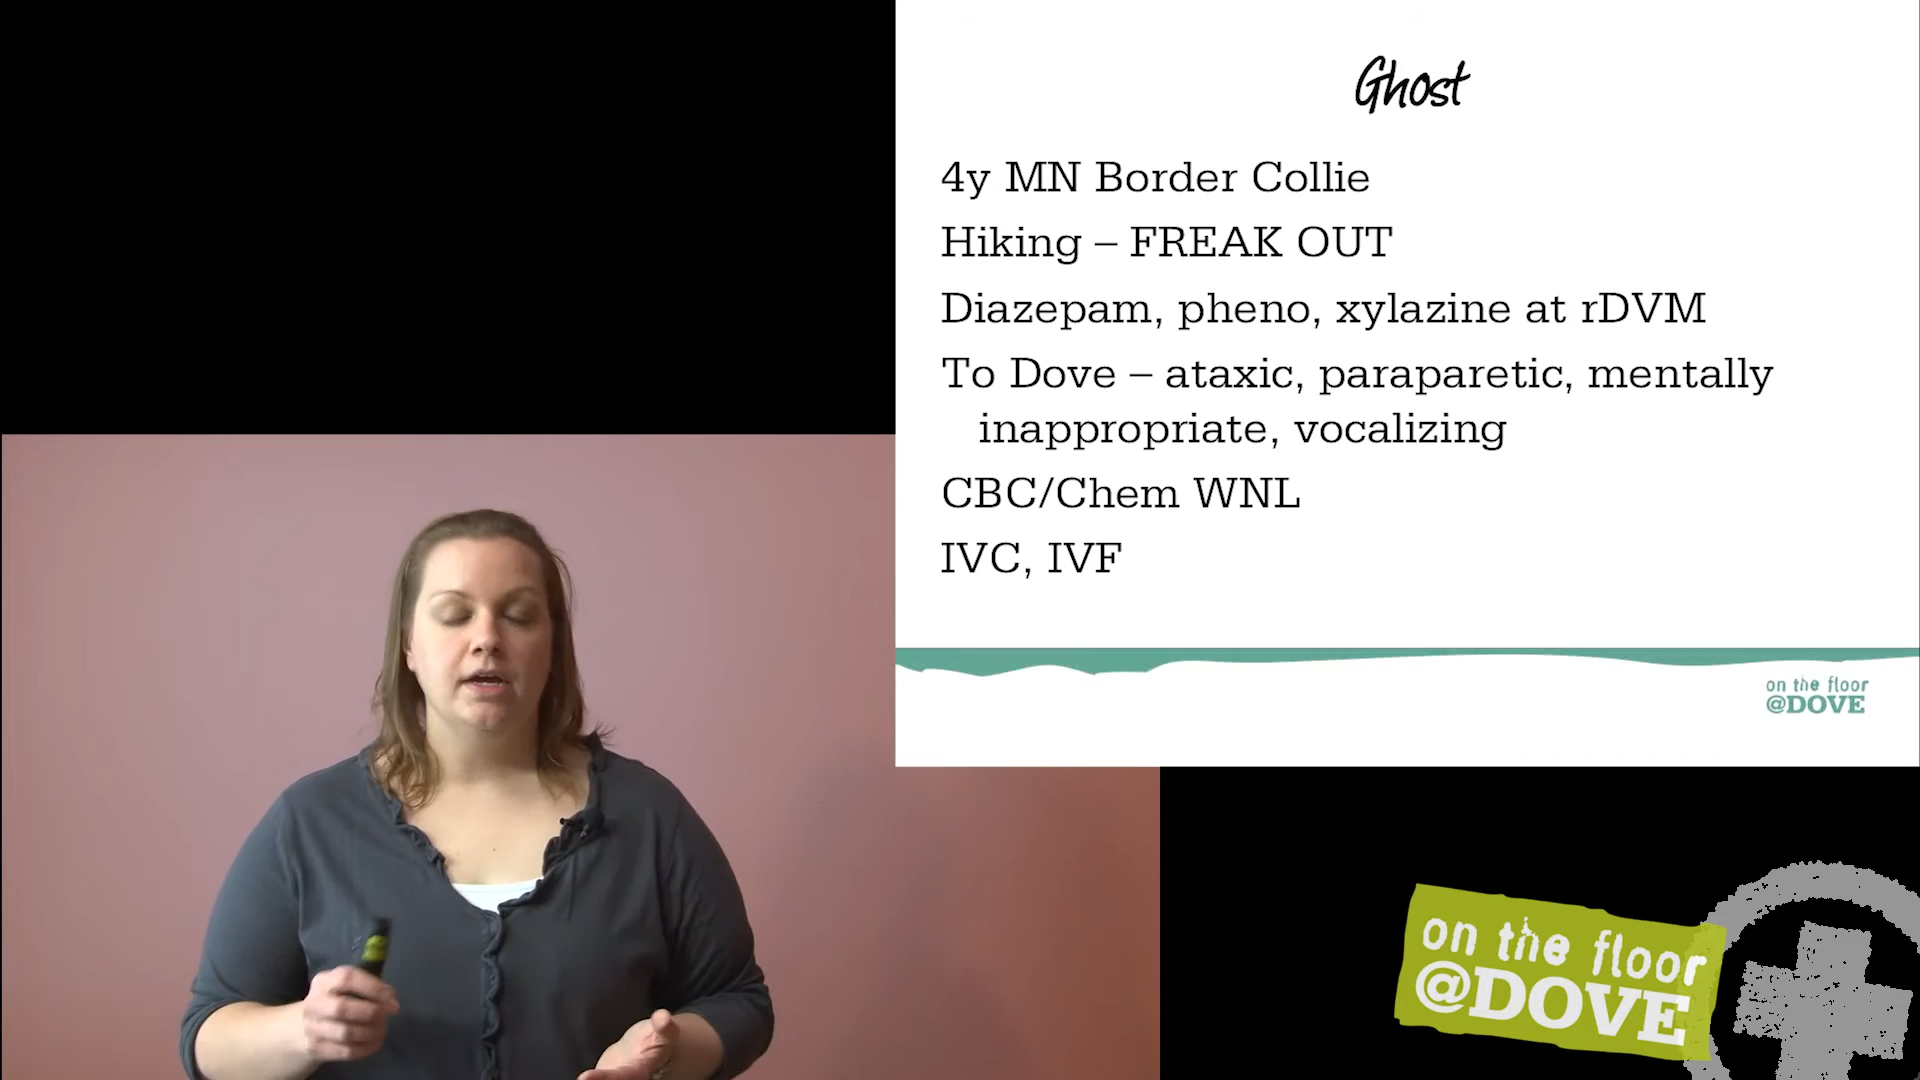 Ghost
4y MN Border Collie
Hiking – FREAK OUT
Diazepam, pheno, xylazine at rDVM
To Dove – ataxic, paraparetic, mentally
inappropriate, vocalizing
CBC/Chem WNL
IVC, IVF
on the floor
@DOVE
on the floor
@DOVE